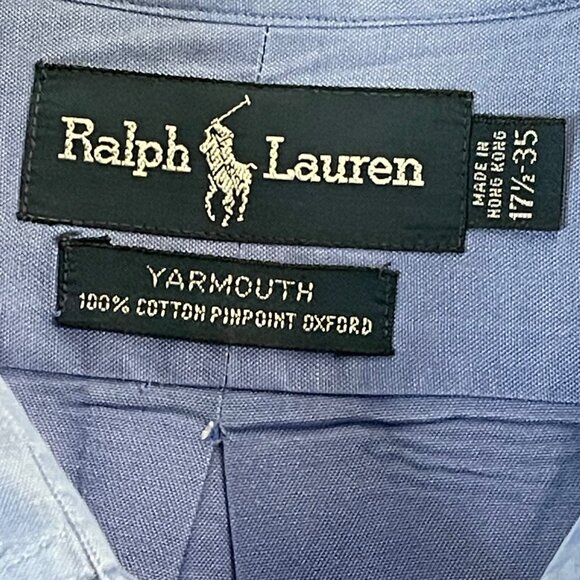 Ralph Lauren
MADE IN
HONG KONG
17½-35
YARMOUTH
100% COTTON PINPOINT OXFORD